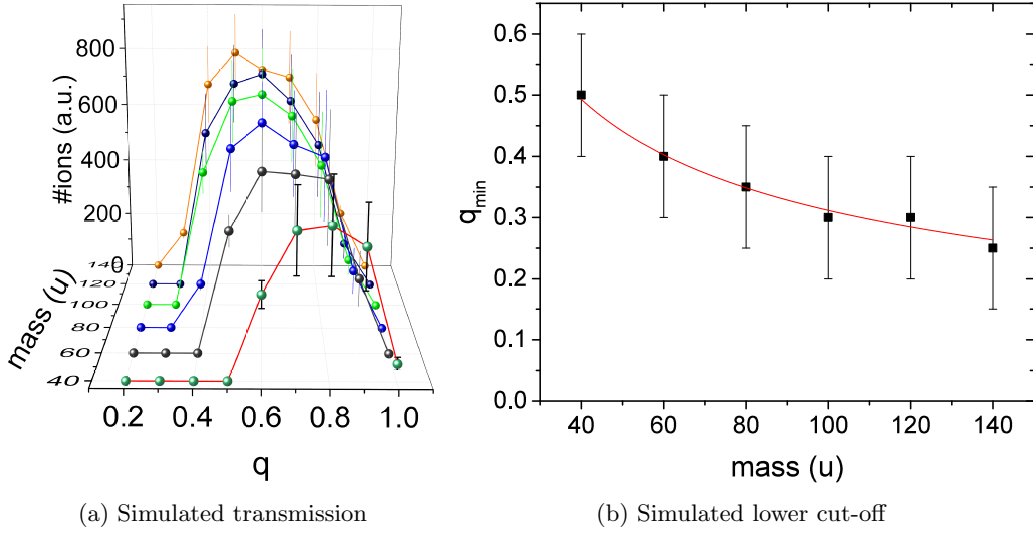 800
600
400
200
0
#ions (a.u.)
140
120
100
80
60
40
mass (u)
0.2 0.4 0.6 0.8 1.0
q
(a) Simulated transmission
0.6
0.5
0.4
0.3
0.2
0.1
0.0
q_min
40 60 80 100 120 140
mass (u)
(b) Simulated lower cut-off